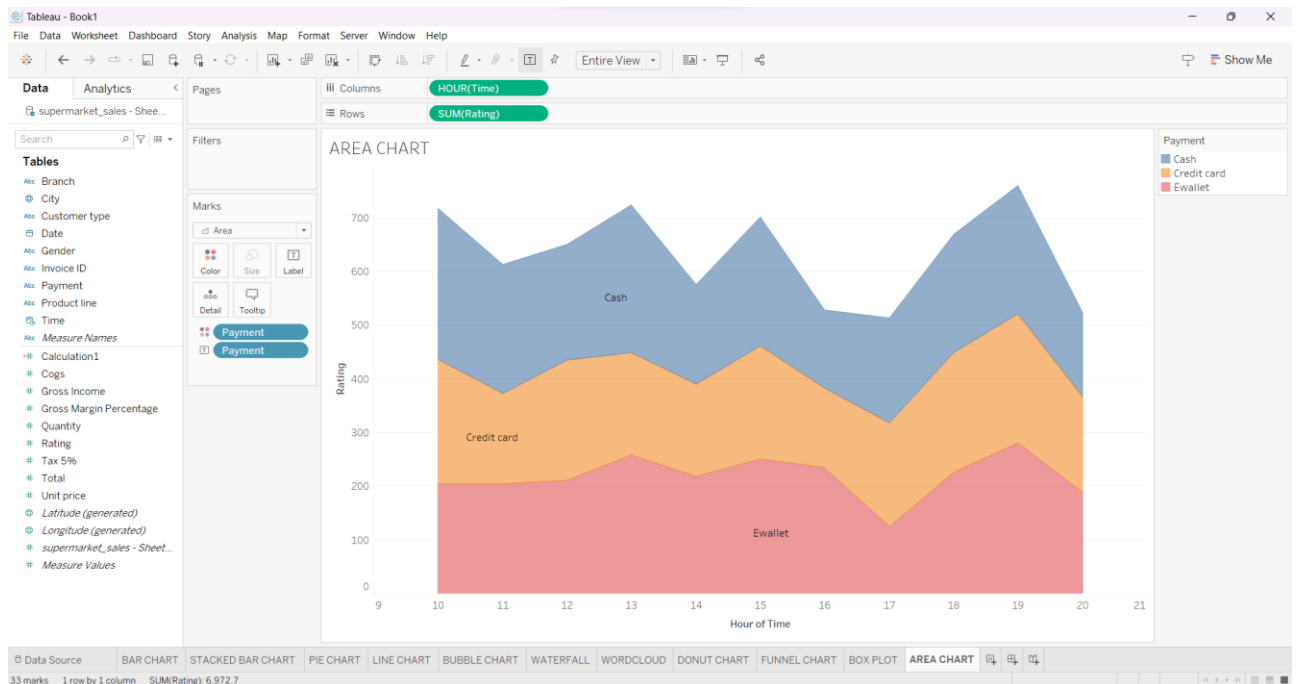 Tableau - Book1
File Data Worksheet Dashboard Story Analysis Map Format Server Window Help
Entire View
Show Me
Data Analytics
supermarket_sales - Shee...
Search
Tables
Abc Branch
City
Abc Customer type
Date
Abc Gender
Abc Invoice ID
Abc Payment
Abc Product line
Time
Abc Measure Names
Calculation1
Cogs
Gross Income
Gross Margin Percentage
Quantity
Rating
Tax 5%
Total
Unit price
Latitude (generated)
Longitude (generated)
supermarket_sales - Sheet...
Measure Values
Pages
Filters
Marks
Area
Color Size Label
Detail Tooltip
Payment
Payment
Columns HOUR(Time)
Rows SUM(Rating)
AREA CHART
700
600
500
400
300
200
100
0
Rating
Cash
Credit card
Ewallet
9 10 11 12 13 14 15 16 17 18 19 20 21
Hour of Time
Payment
Cash
Credit card
Ewallet
Data Source BAR CHART STACKED BAR CHART PIE CHART LINE CHART BUBBLE CHART WATERFALL WORDCLOUD DONUT CHART FUNNEL CHART BOX PLOT AREA CHART
33 marks 1 row by 1 column SUM(Rating): 6,972.7